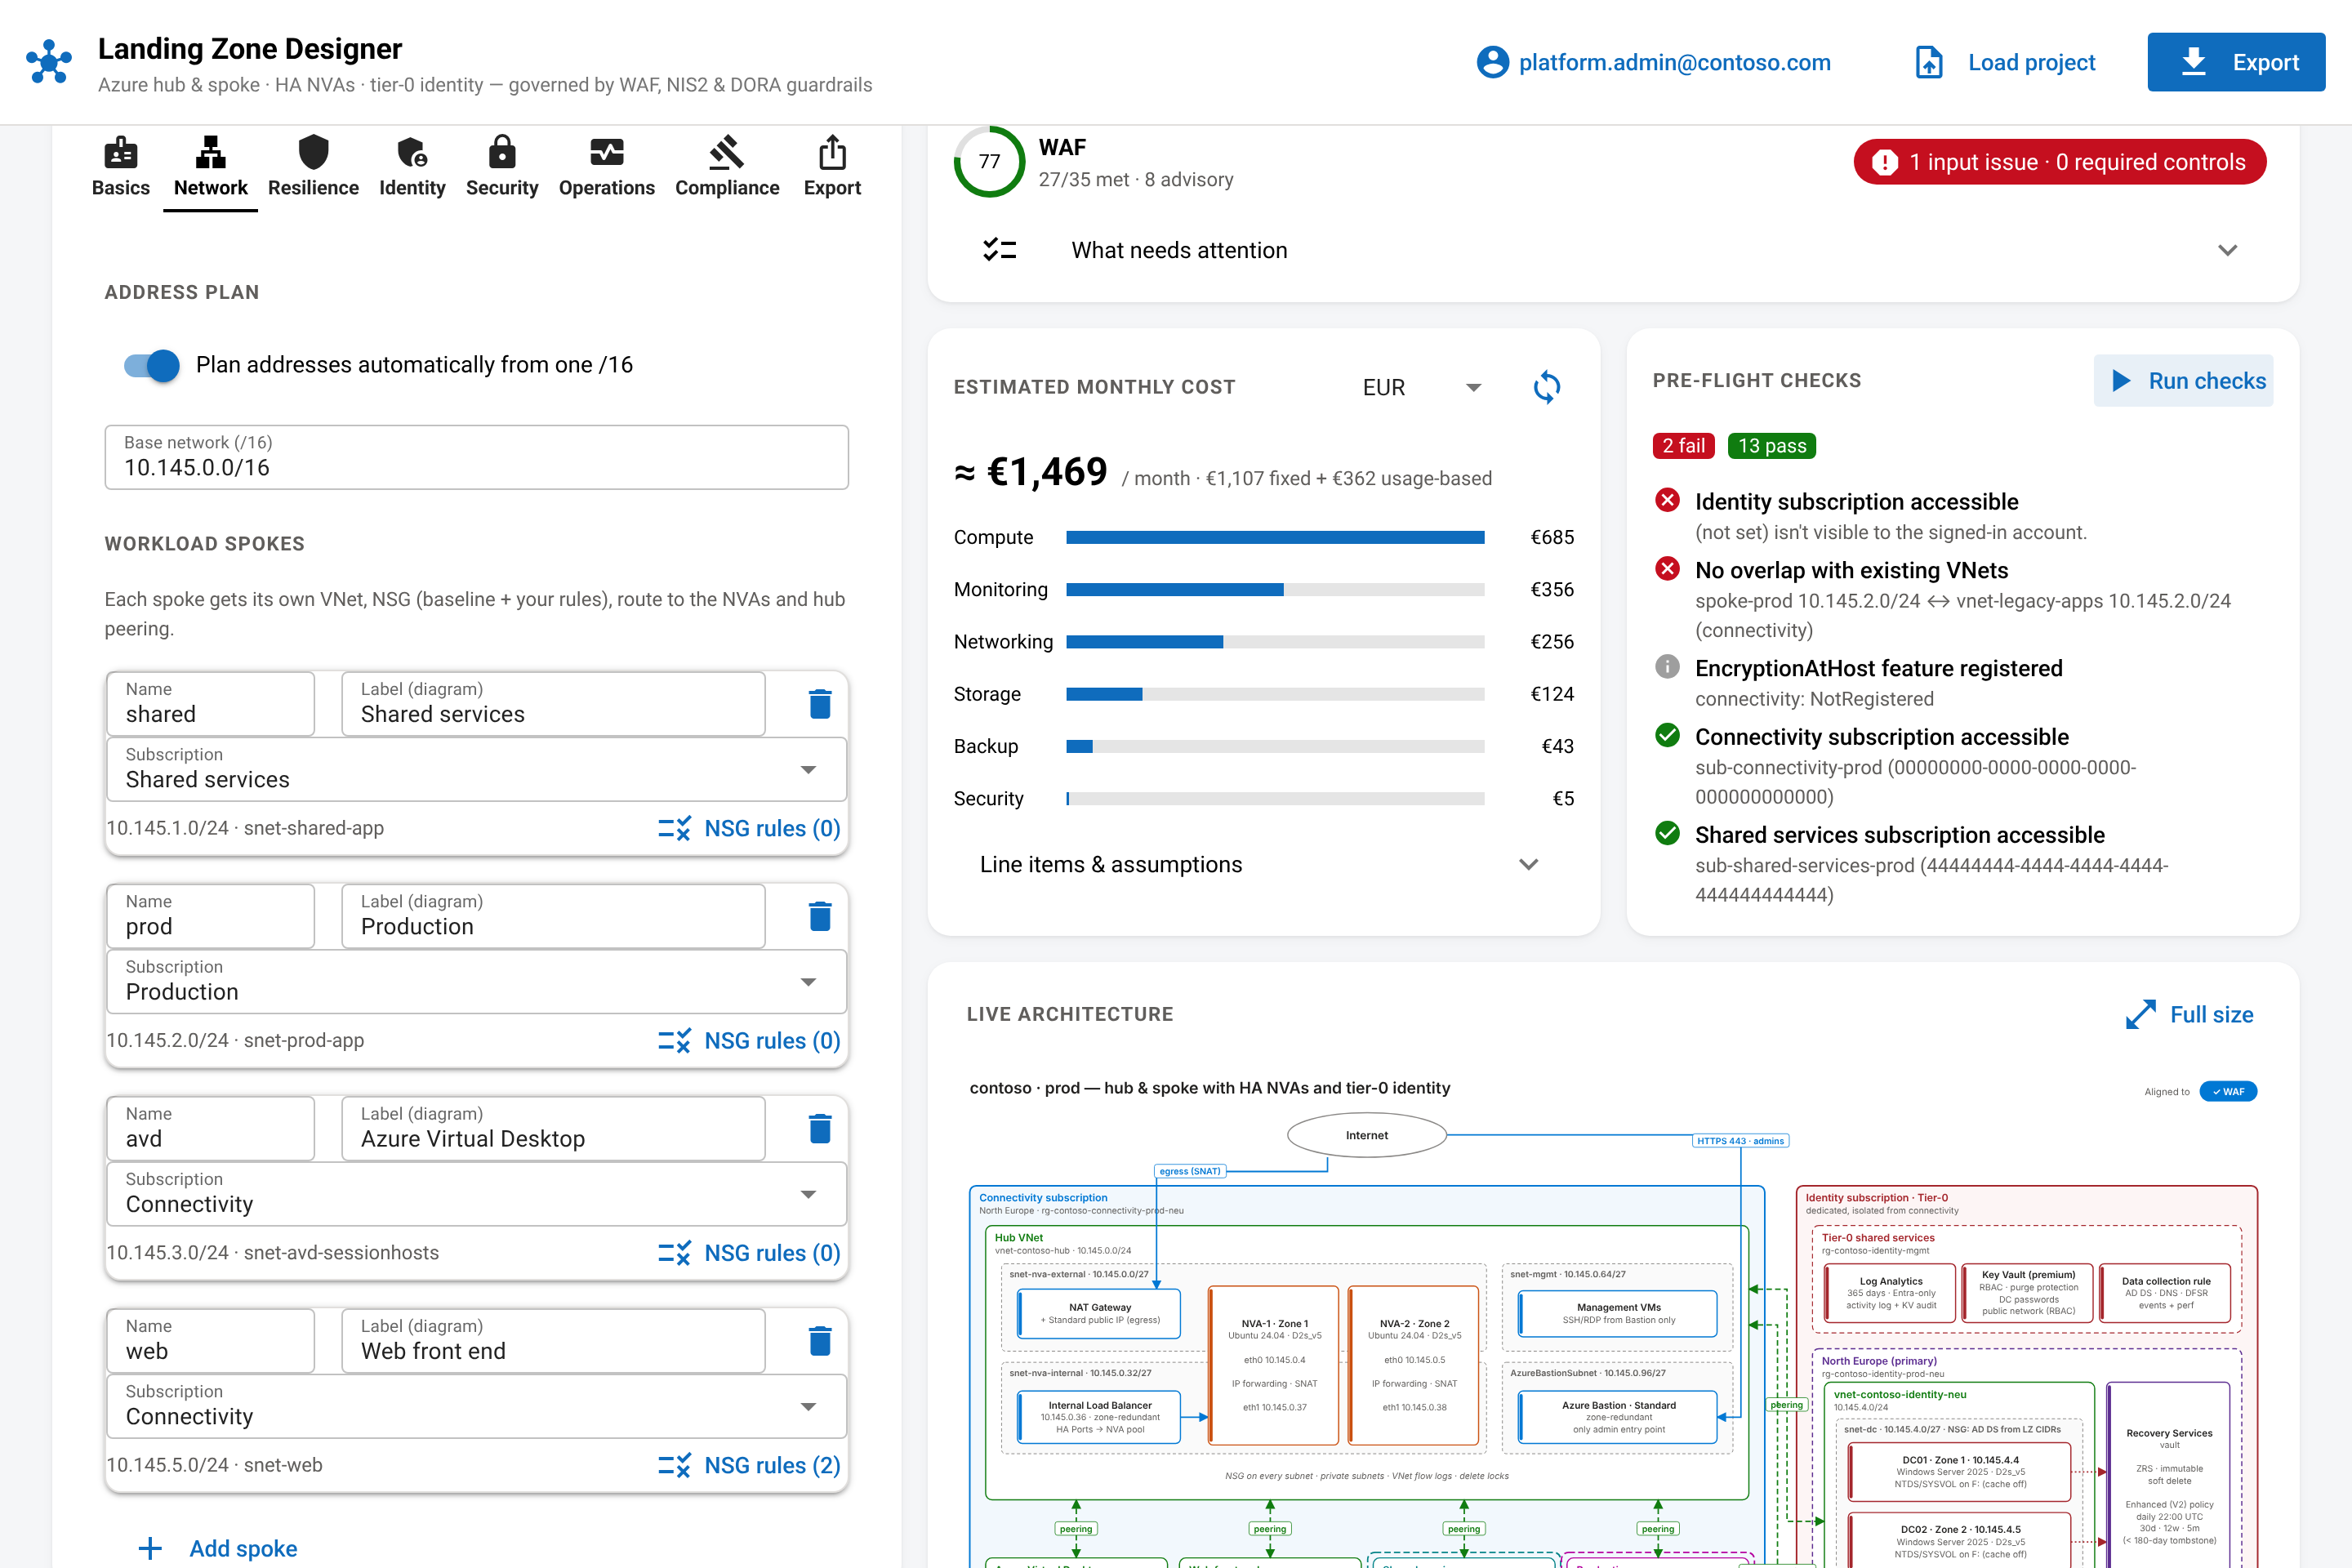 Landing Zone Designer
Azure hub & spoke · HA NVAs · tier-0 identity — governed by WAF, NIS2 & DORA guardrails
platform.admin@contoso.com
Load project
Export
Basics
Network
Resilience
Identity
Security
Operations
Compliance
Export
ADDRESS PLAN
Plan addresses automatically from one /16
Base network (/16)
10.145.0.0/16
WORKLOAD SPOKES
Each spoke gets its own VNet, NSG (baseline + your rules), route to the NVAs and hub
peering.
Name
shared
Label (diagram)
Shared services
Subscription
Shared services
10.145.1.0/24 · snet-shared-app
NSG rules (0)
Name
prod
Label (diagram)
Production
Subscription
Production
10.145.2.0/24 · snet-prod-app
NSG rules (0)
Name
avd
Label (diagram)
Azure Virtual Desktop
Subscription
Connectivity
10.145.3.0/24 · snet-avd-sessionhosts
NSG rules (0)
Name
web
Label (diagram)
Web front end
Subscription
Connectivity
10.145.5.0/24 · snet-web
NSG rules (2)
Add spoke
77
WAF
27/35 met · 8 advisory
1 input issue · 0 required controls
What needs attention
ESTIMATED MONTHLY COST
EUR
≈ €1,469 / month · €1,107 fixed + €362 usage-based
Compute €685
Monitoring €356
Networking €256
Storage €124
Backup €43
Security €5
Line items & assumptions
PRE-FLIGHT CHECKS
Run checks
2 fail
13 pass
Identity subscription accessible
(not set) isn't visible to the signed-in account.
No overlap with existing VNets
spoke-prod 10.145.2.0/24 ↔ vnet-legacy-apps 10.145.2.0/24
(connectivity)
EncryptionAtHost feature registered
connectivity: NotRegistered
Connectivity subscription accessible
sub-connectivity-prod (00000000-0000-0000-0000-
000000000000)
Shared services subscription accessible
sub-shared-services-prod (44444444-4444-4444-4444-
444444444444)
LIVE ARCHITECTURE
Full size
contoso · prod — hub & spoke with HA NVAs and tier-0 identity
Aligned to
✓ WAF
Internet
HTTPS 443 · admins
egress (SNAT)
Connectivity subscription
North Europe · rg-contoso-connectivity-prod-neu
Hub VNet
vnet-contoso-hub · 10.145.0.0/24
snet-nva-external · 10.145.0.0/27
NAT Gateway
+ Standard public IP (egress)
snet-nva-internal · 10.145.0.32/27
Internal Load Balancer
10.145.0.36 · zone-redundant
HA Ports → NVA pool
NVA-1 · Zone 1
Ubuntu 24.04 · D2s_v5
eth0 10.145.0.4
IP forwarding · SNAT
eth1 10.145.0.37
NVA-2 · Zone 2
Ubuntu 24.04 · D2s_v5
eth0 10.145.0.5
IP forwarding · SNAT
eth1 10.145.0.38
snet-mgmt · 10.145.0.64/27
Management VMs
SSH/RDP from Bastion only
AzureBastionSubnet · 10.145.0.96/27
Azure Bastion · Standard
zone-redundant
only admin entry point
NSG on every subnet · private subnets · VNet flow logs · delete locks
peering
peering
peering
peering
peering
Identity subscription · Tier-0
dedicated, isolated from connectivity
Tier-0 shared services
rg-contoso-identity-mgmt
Log Analytics
365 days · Entra-only
activity log + KV audit
Key Vault (premium)
RBAC · purge protection
DC passwords
public network (RBAC)
Data collection rule
AD DS · DNS · DFSR
events + perf
North Europe (primary)
rg-contoso-identity-prod-neu
vnet-contoso-identity-neu
10.145.4.0/24
snet-dc · 10.145.4.0/27 · NSG: AD DS from LZ CIDRs
DC01 · Zone 1 · 10.145.4.4
Windows Server 2025 · D2s_v5
NTDS/SYSVOL on F: (cache off)
DC02 · Zone 2 · 10.145.4.5
Windows Server 2025 · D2s_v5
NTDS/SYSVOL on F: (cache off)
Recovery Services
vault
ZRS · immutable
soft delete
Enhanced (V2) policy
daily 22:00 UTC
30d · 12w · 5m
(< 180-day tombstone)